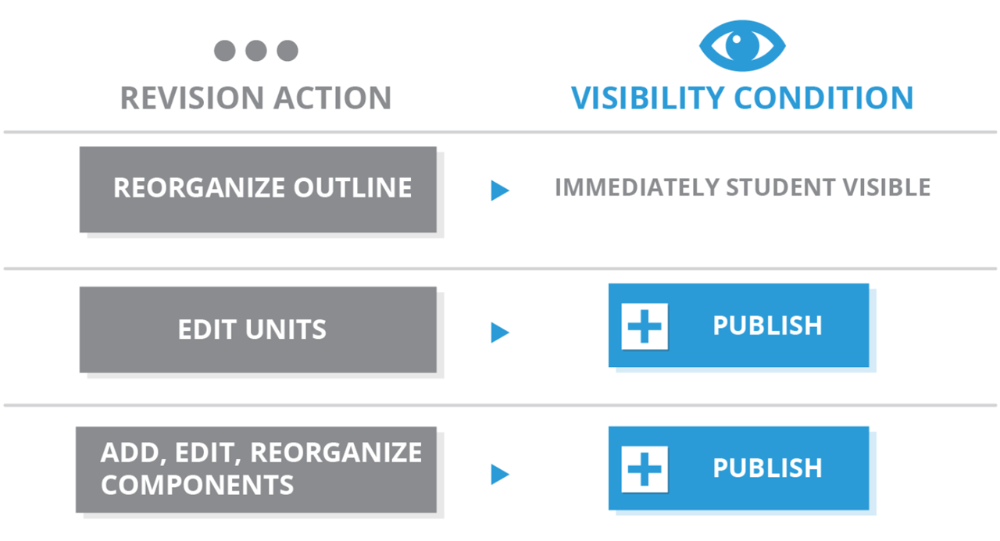 REVISION ACTION
VISIBILITY CONDITION
REORGANIZE OUTLINE
IMMEDIATELY STUDENT VISIBLE
EDIT UNITS
PUBLISH
ADD, EDIT, REORGANIZE
COMPONENTS
PUBLISH